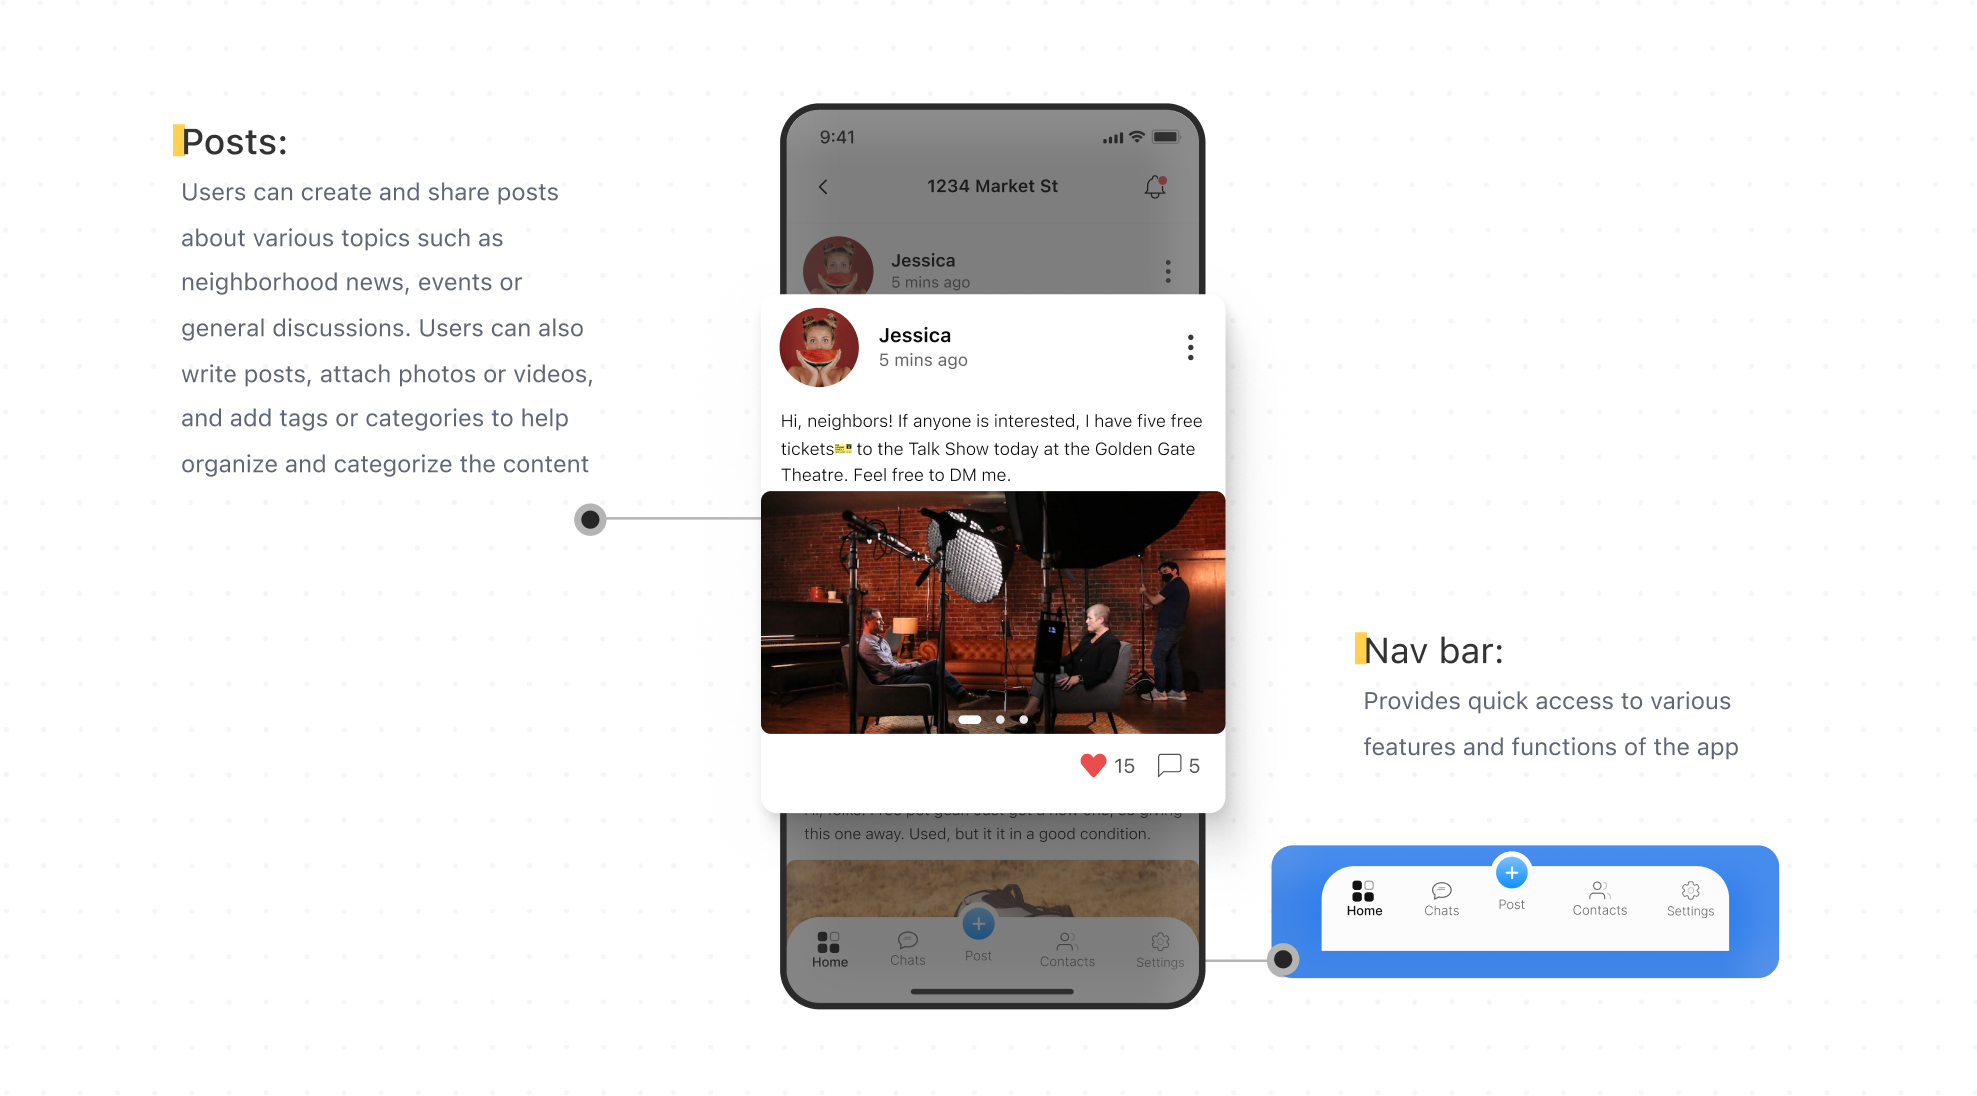 Posts:
Users can create and share posts
about various topics such as
neighborhood news, events or
general discussions. Users can also
write posts, attach photos or videos,
and add tags or categories to help
organize and categorize the content
9:41
1234 Market St
Jessica
5 mins ago
Jessica
5 mins ago
Hi, neighbors! If anyone is interested, I have five free
tickets🎫 to the Talk Show today at the Golden Gate
Theatre. Feel free to DM me.
15
5
this one away. Used, but it it in a good condition.
Home
Chats
Post
Contacts
Settings
Nav bar:
Provides quick access to various
features and functions of the app
Home
Chats
Post
Contacts
Settings